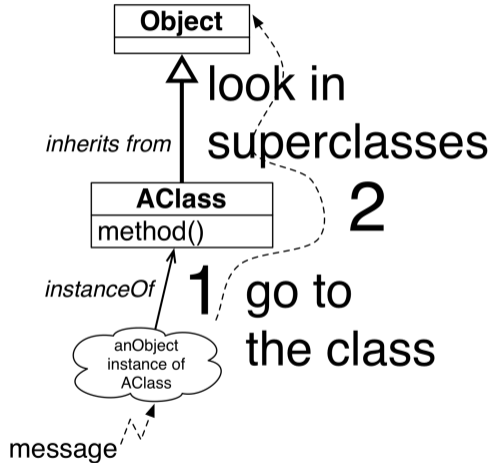 Object
look in
superclasses
inherits from
2
AClass
method()
instanceOf
1
go to
the class
anObject
instance of
AClass
message